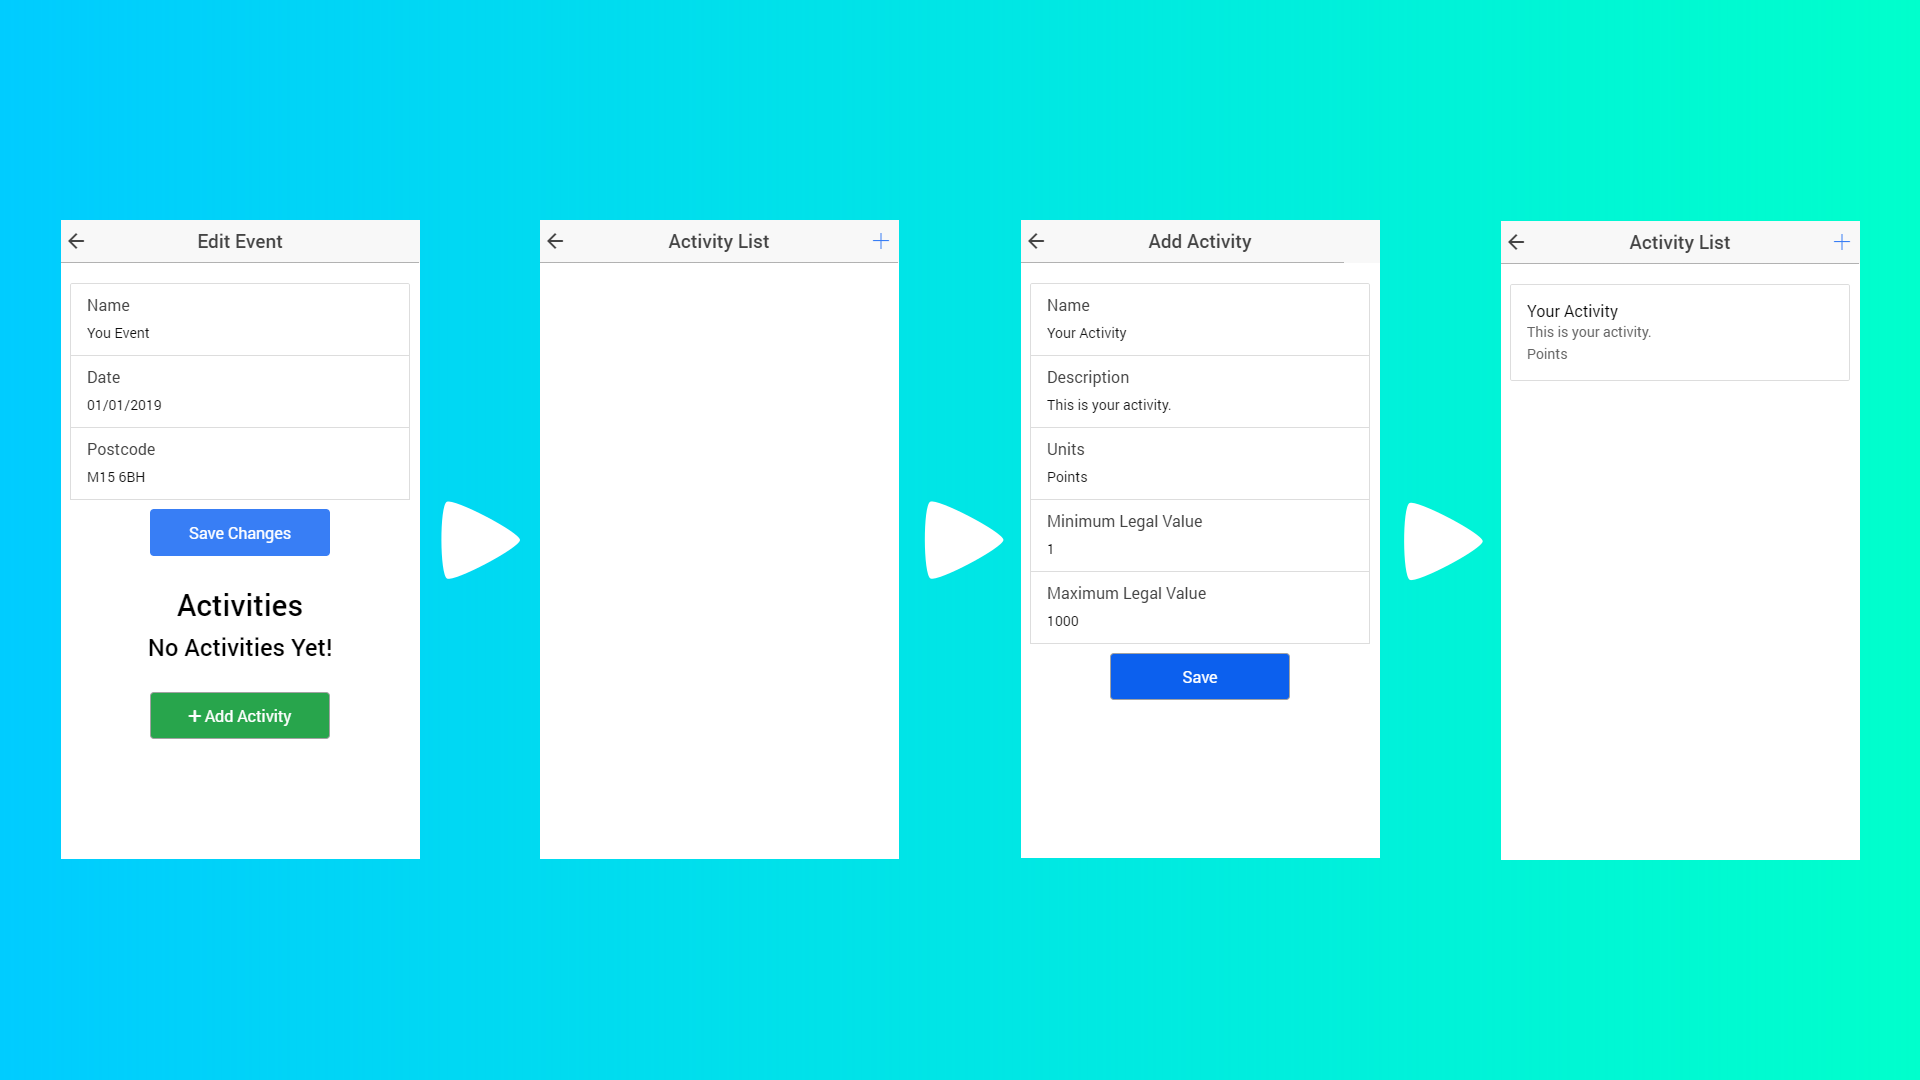 Edit Event
Name
You Event
Date
01/01/2019
Postcode
M15 6BH
Save Changes
Activities
No Activities Yet!
+ Add Activity
Activity List
Add Activity
Name
Your Activity
Description
This is your activity.
Units
Points
Minimum Legal Value
1
Maximum Legal Value
1000
Save
Activity List
Your Activity
This is your activity.
Points